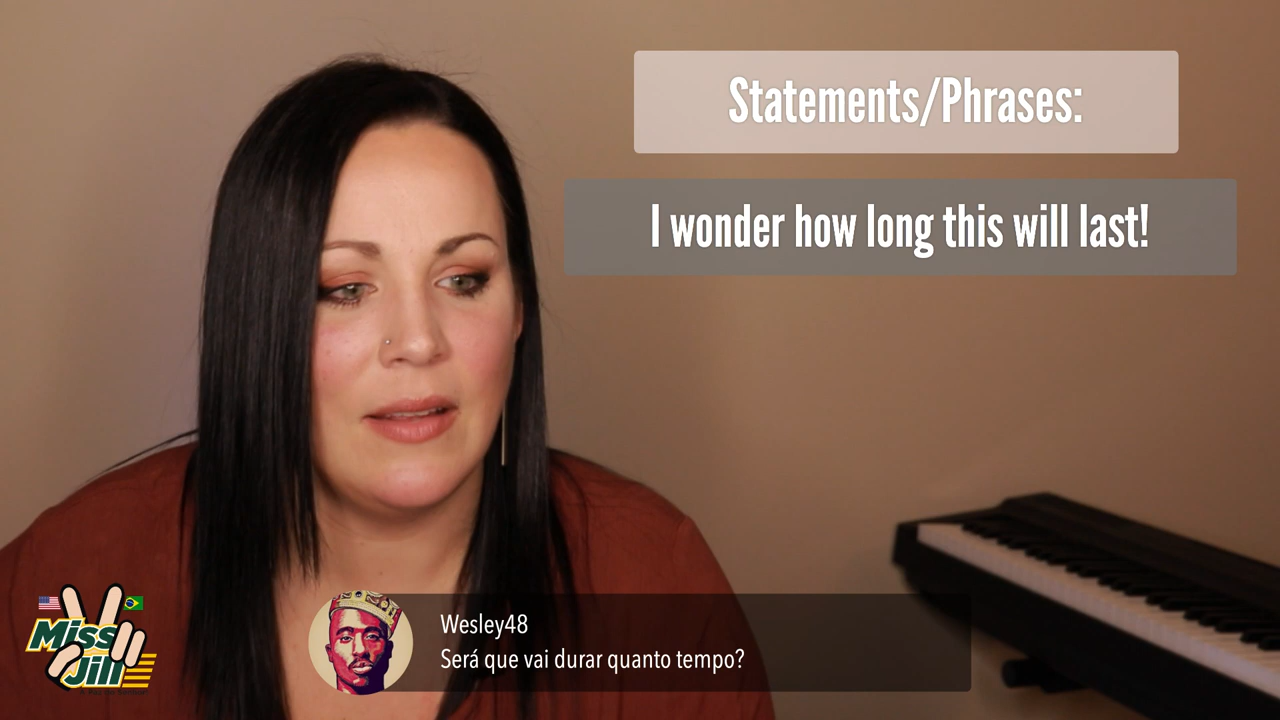 Statements/Phrases:
I wonder how long this will last!
Wesley48
Será que vai durar quanto tempo?
Miss
Jill